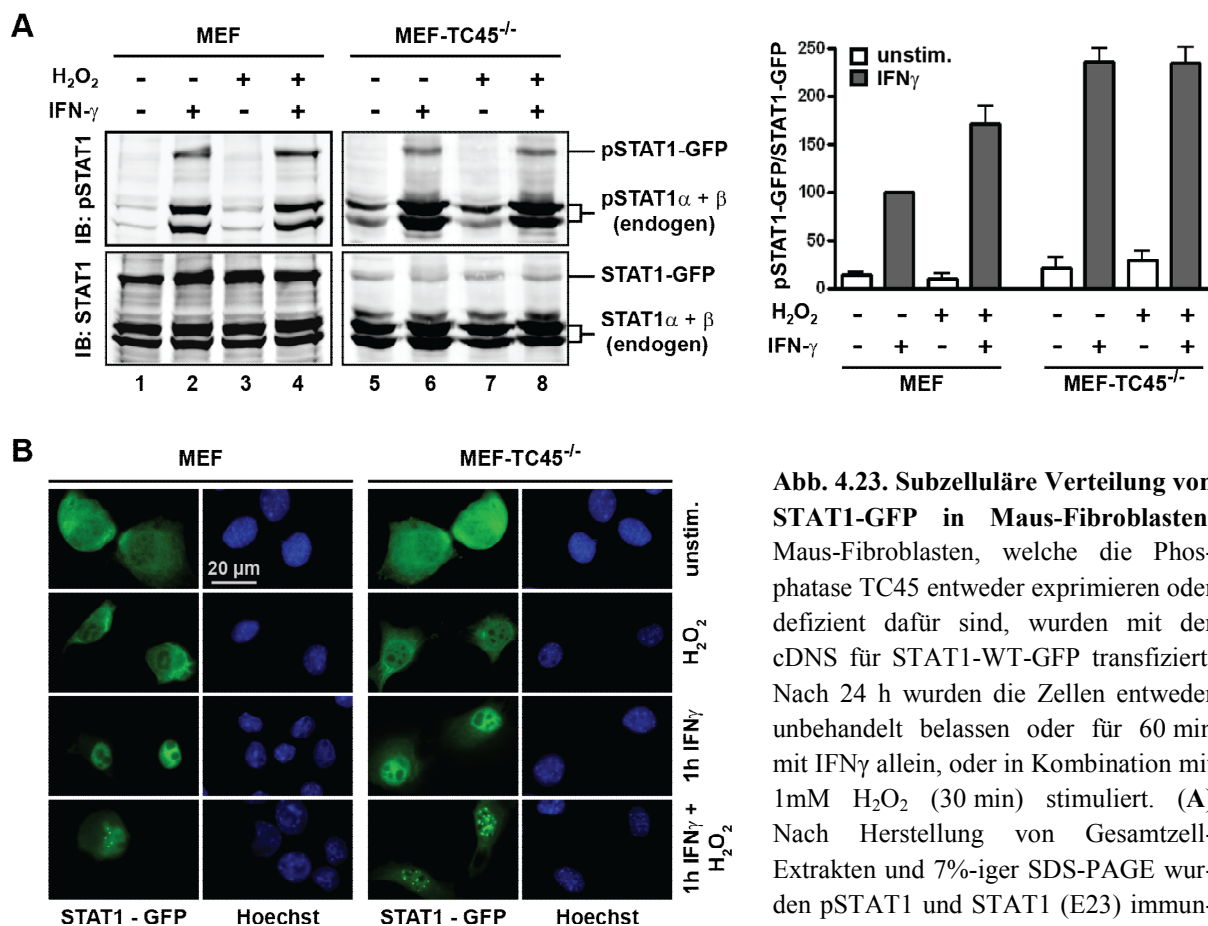 A
MEF MEF-TC45-/-
H2O2 - - + + - - + +
IFN-γ - + - + - + - +
IB: pSTAT1
pSTAT1-GFP
pSTAT1α + β
(endogen)
IB: STAT1
STAT1-GFP
STAT1α + β
(endogen)
1 2 3 4 5 6 7 8
unstim.
IFNγ
pSTAT1-GFP/STAT1-GFP
250
200
150
100
50
0
H2O2 - - + + - - + +
IFN-γ - + - + - + - +
MEF MEF-TC45-/-
B
MEF MEF-TC45-/-
20 µm
unstim.
H2O2
1h IFNγ
1h IFNγ + H2O2
STAT1 - GFP Hoechst STAT1 - GFP Hoechst
Abb. 4.23. Subzelluläre Verteilung von
STAT1-GFP in Maus-Fibroblasten
Maus-Fibroblasten, welche die Phos-
phatase TC45 entweder exprimieren oder
defizient dafür sind, wurden mit der
cDNS für STAT1-WT-GFP transfiziert
Nach 24 h wurden die Zellen entweder
unbehandelt belassen oder für 60 min
mit IFNγ allein, oder in Kombination mit
1mM H2O2 (30 min) stimuliert. (A)
Nach Herstellung von Gesamtzell-
Extrakten und 7%-iger SDS-PAGE wur-
den pSTAT1 und STAT1 (E23) immun-